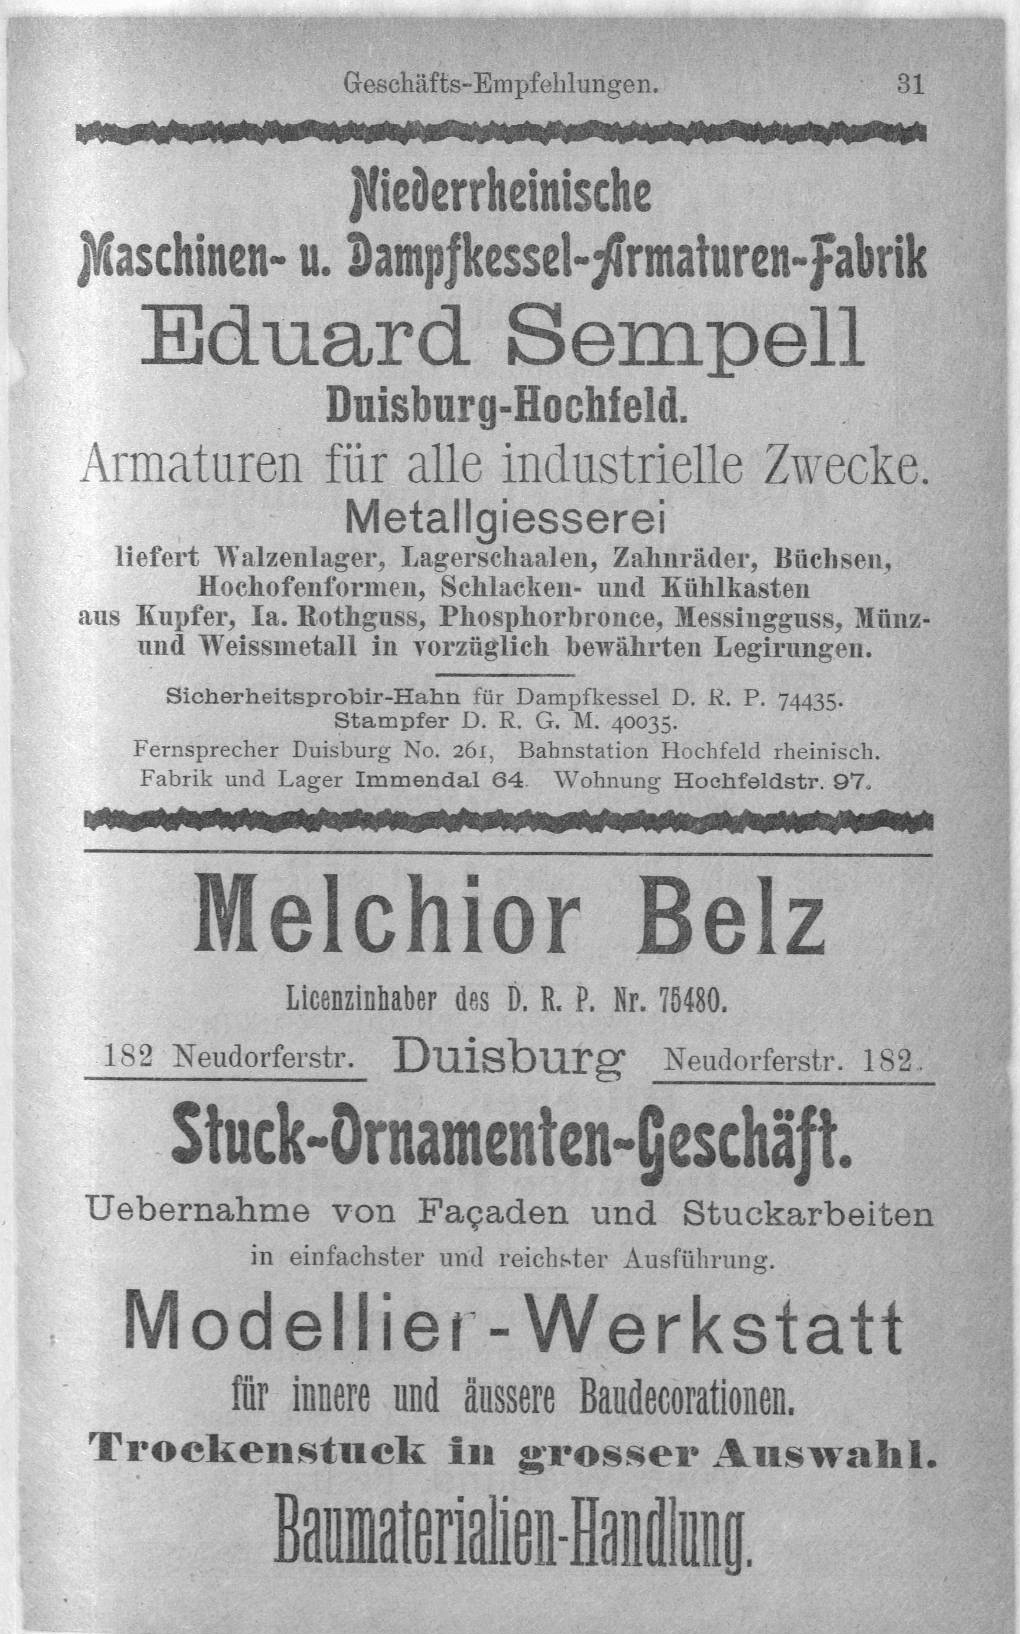 Geschäfts-Empfehlungen. 31
Niederrheinische
Maschinen- u. Dampfkessel-Armaturen-Fabrik
Eduard Sempell
Duisburg-Hochfeld.
Armaturen für alle industrielle Zwecke.
Metallgiesserei
liefert Walzenlager, Lagerschaalen, Zahnräder, Büchsen,
Hochofenformen, Schlacken- und Kühlkasten
aus Kupfer, Ia. Rothguss, Phosphorbronce, Messingguss, Münz-
und Weissmetall in vorzüglich bewährten Legirungen.
Sicherheitsprobir-Hahn für Dampfkessel D. R. P. 74435.
Stampfer D. R. G. M. 40035.
Fernsprecher Duisburg No. 261, Bahnstation Hochfeld rheinisch.
Fabrik und Lager Immendal 64. Wohnung Hochfeldstr. 97.
Melchior Belz
Licenzinhaber des D. R. P. Nr. 75480.
182 Neudorferstr. Duisburg Neudorferstr. 182.
Stuck-Ornamenten-Geschäft.
Uebernahme von Façaden und Stuckarbeiten
in einfachster und reichster Ausführung.
Modellier-Werkstatt
für innere und äussere Baudecorationen.
Trockenstuck in grosser Auswahl.
Baumaterialien-Handlung.